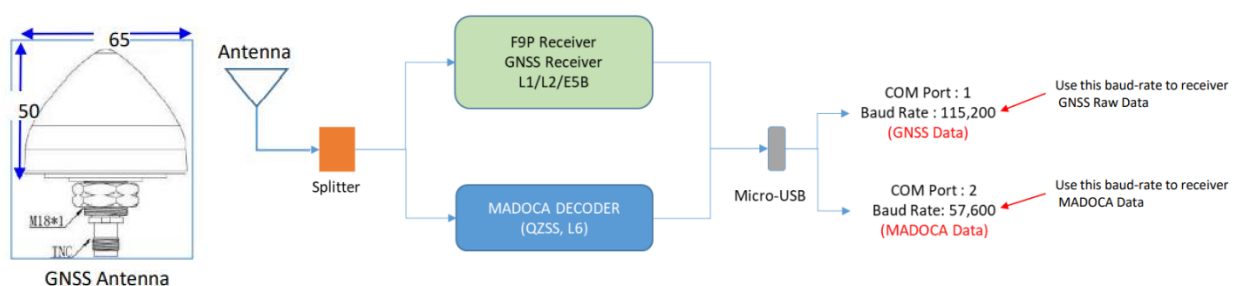 65
50
M18*1
TNC
GNSS Antenna
Antenna
Splitter
F9P Receiver
GNSS Receiver
L1/L2/E5B
MADOCA DECODER
(QZSS, L6)
Micro-USB
COM Port : 1
Baud Rate : 115,200
(GNSS Data)
Use this baud-rate to receiver
GNSS Raw Data
COM Port : 2
Baud Rate: 57,600
(MADOCA Data)
Use this baud-rate to receiver
MADOCA Data